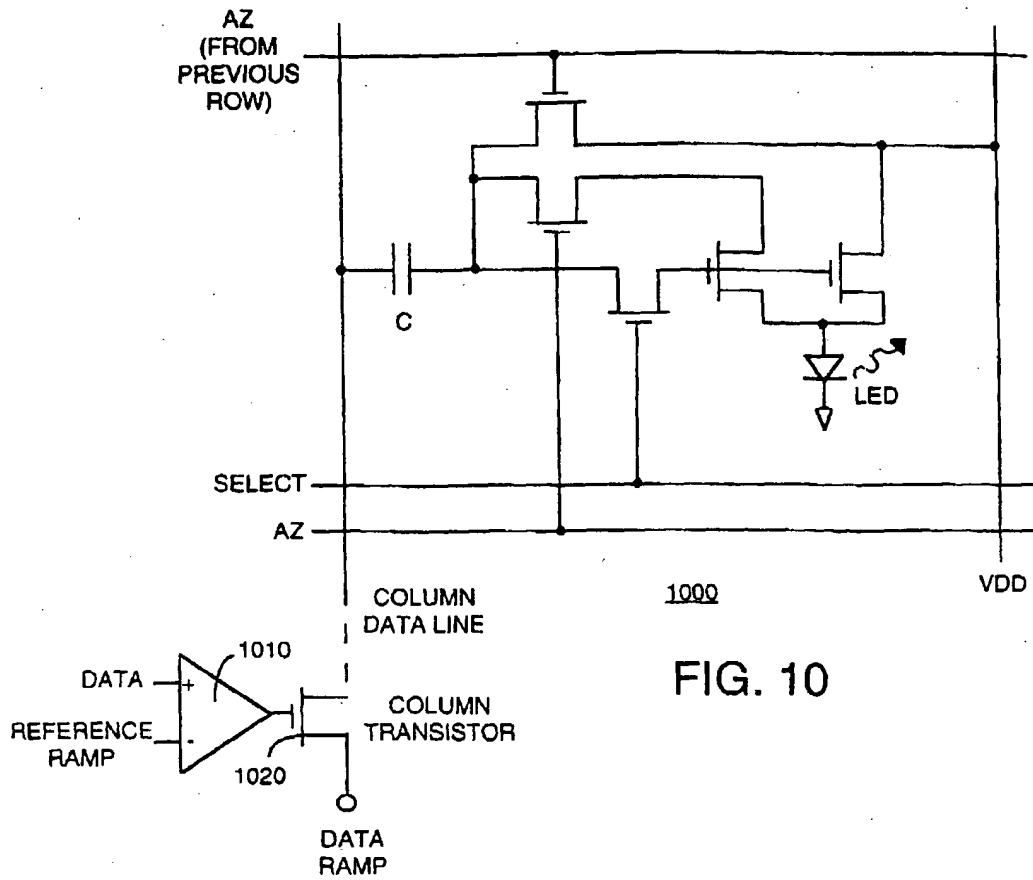 AZ
(FROM
PREVIOUS
ROW)
C
LED
SELECT
AZ
VDD
1000
COLUMN
DATA LINE
1010
DATA
+
FIG. 10
REFERENCE
RAMP
-
COLUMN
TRANSISTOR
1020
DATA
RAMP